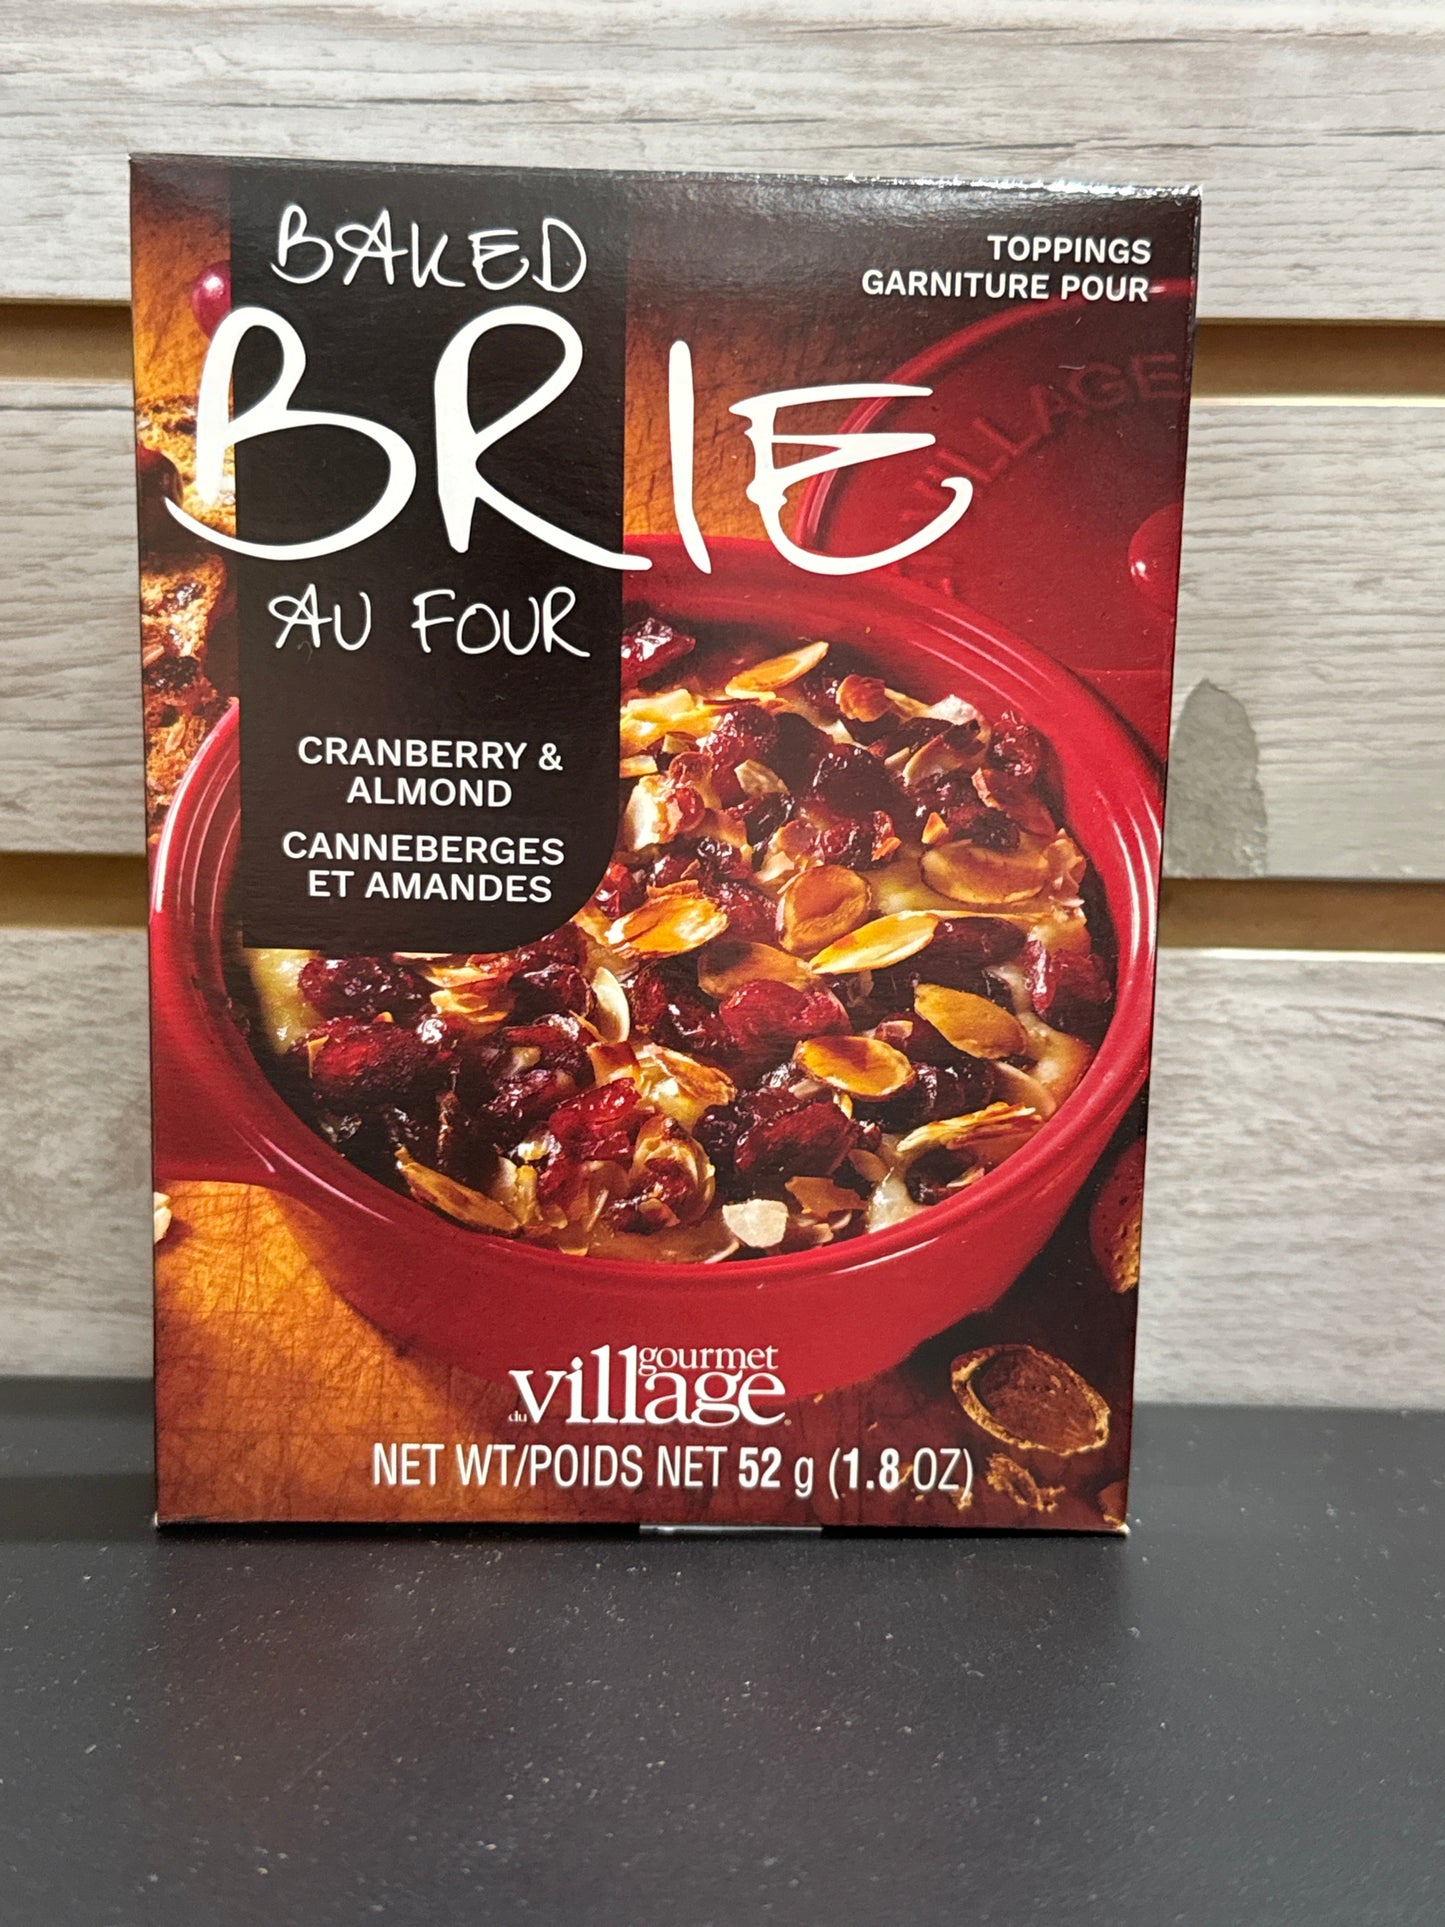 BAKED
BRIE
AU FOUR
TOPPINGS
GARNITURE POUR
VILLAGE
CRANBERRY &
ALMOND
CANNEBERGES
ET AMANDES
gourmet
du village
NET WT/POIDS NET 52 g (1.8 OZ)